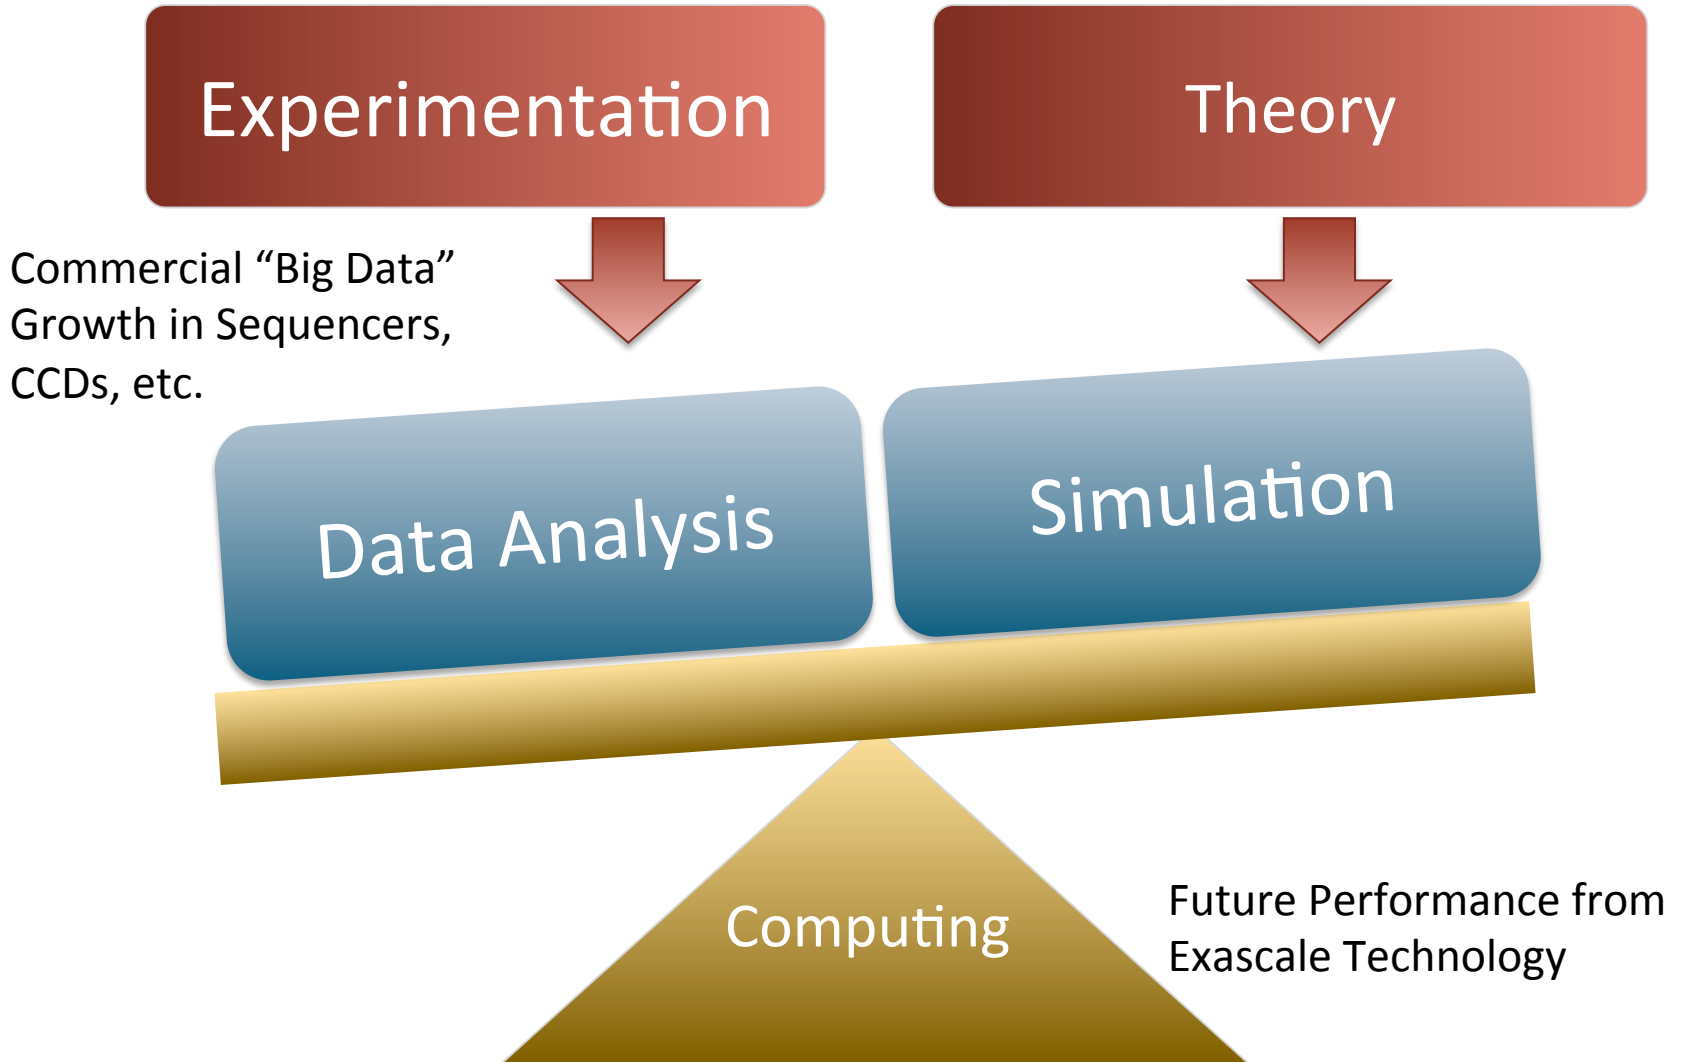 Experimentation
Theory
Commercial “Big Data”
Growth in Sequencers,
CCDs, etc.
Data Analysis
Simulation
Computing
Future Performance from
Exascale Technology